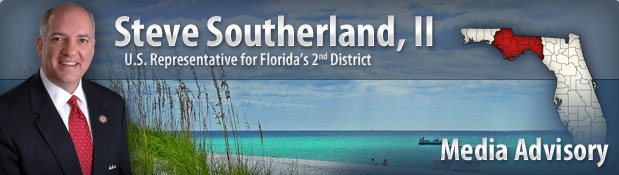 Steve Southerland, II
U.S. Representative for Florida's 2nd District
Media Advisory